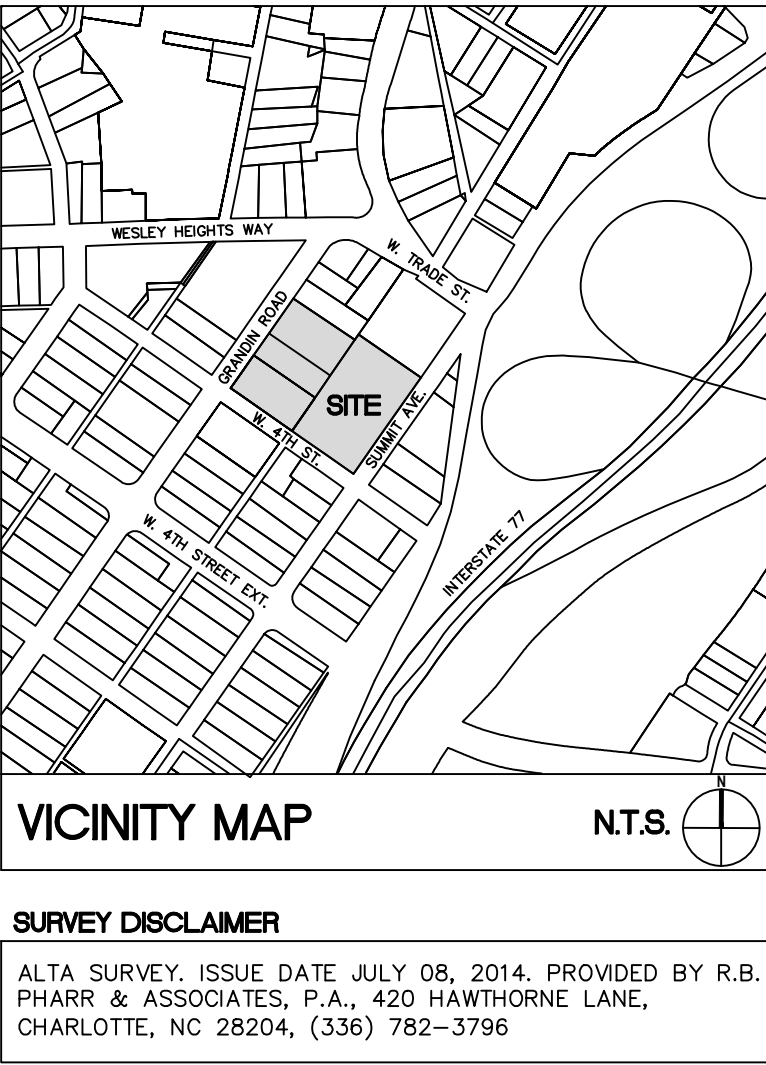 WESLEY HEIGHTS WAY
W. TRADE ST.
GRANDIN ROAD
SITE
SUMMIT AVE.
W. 4TH ST.
W. 4TH STREET EXT.
INTERSTATE 77
VICINITY MAP
N.T.S.
N
SURVEY DISCLAIMER
ALTA SURVEY. ISSUE DATE JULY 08, 2014. PROVIDED BY R.B.
PHARR & ASSOCIATES, P.A., 420 HAWTHORNE LANE,
CHARLOTTE, NC 28204, (336) 782-3796